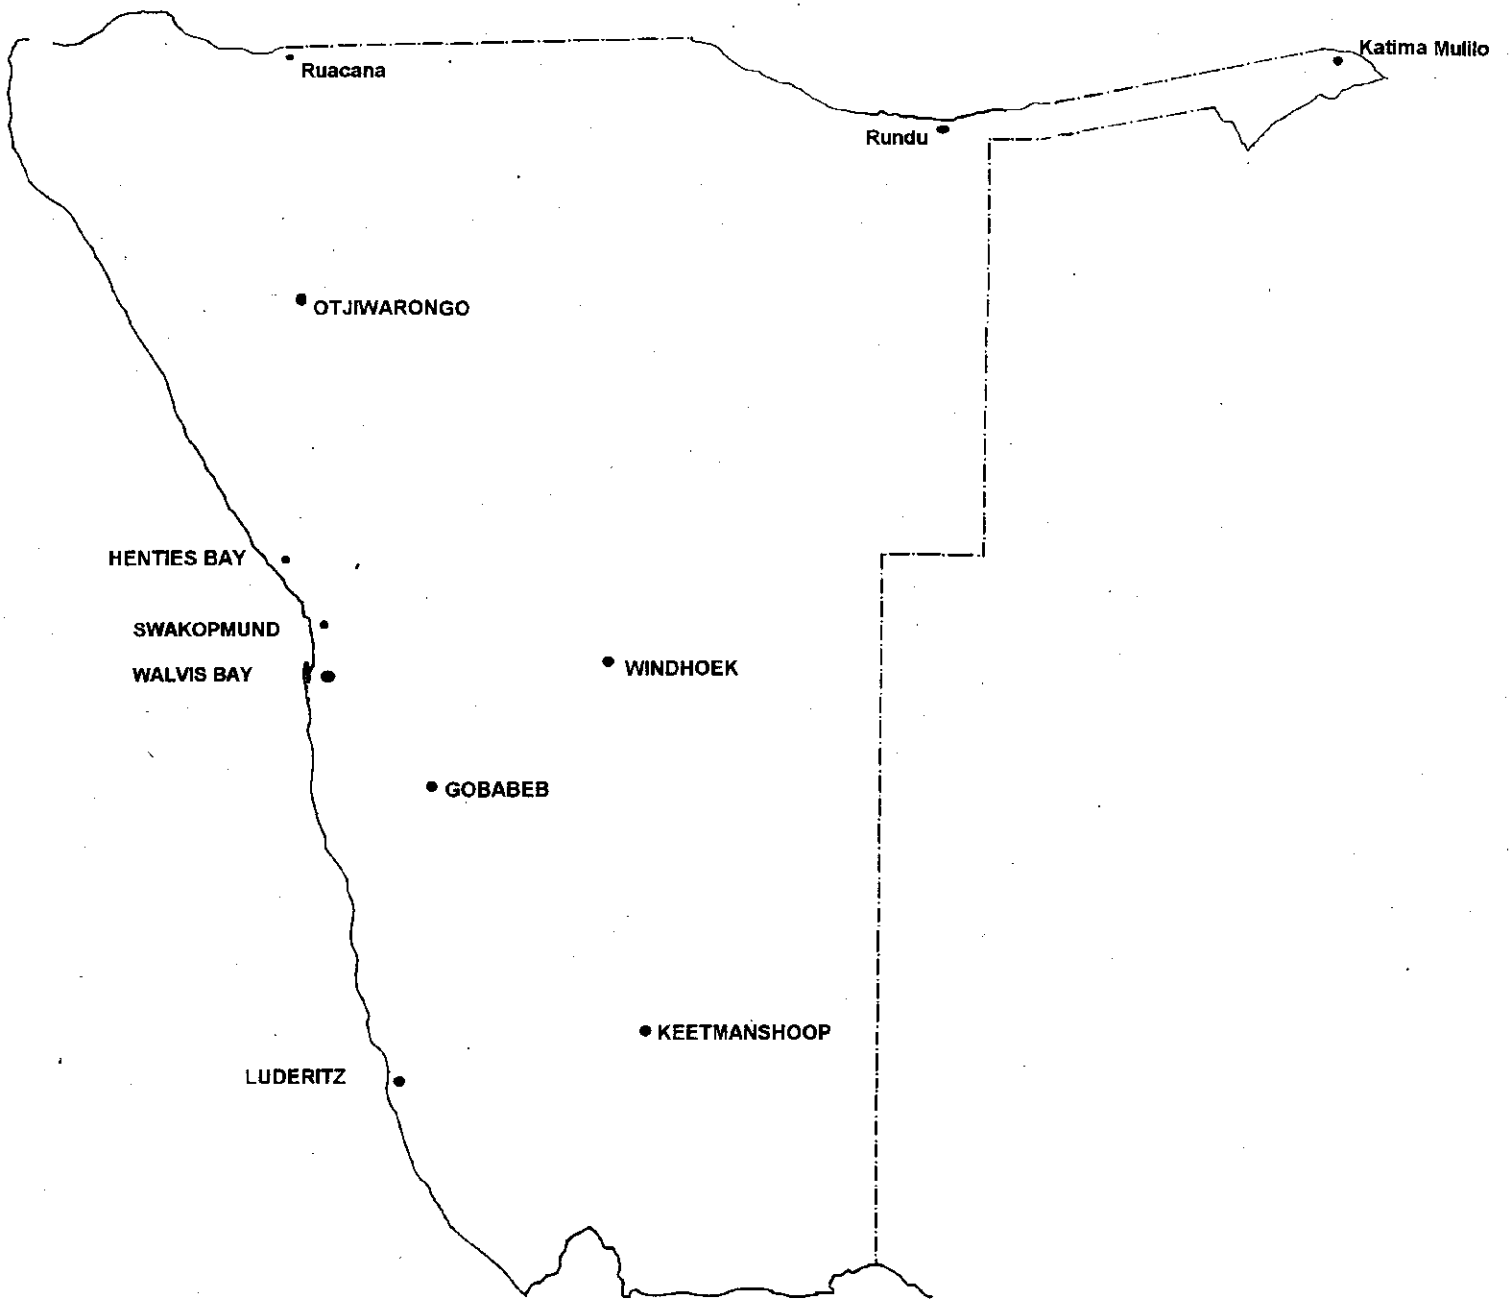 Katima Mulilo
Ruacana
Rundu
OTJIWARONGO
HENTIES BAY
SWAKOPMUND
WALVIS BAY
WINDHOEK
GOBABEB
KEETMANSHOOP
LUDERITZ